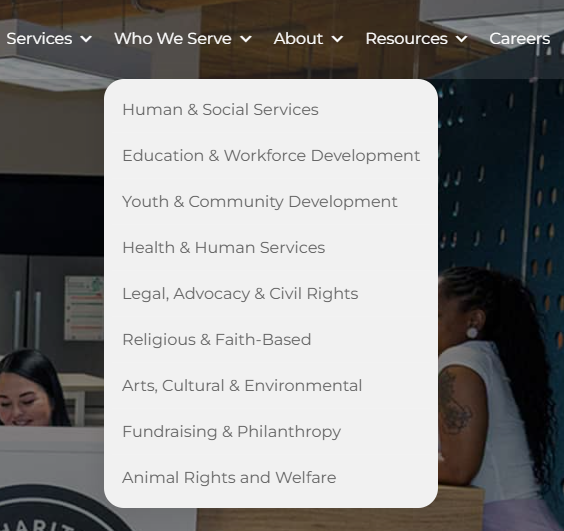 Services
Who We Serve
About
Resources
Careers
Human & Social Services
Education & Workforce Development
Youth & Community Development
Health & Human Services
Legal, Advocacy & Civil Rights
Religious & Faith-Based
Arts, Cultural & Environmental
Fundraising & Philanthropy
Animal Rights and Welfare